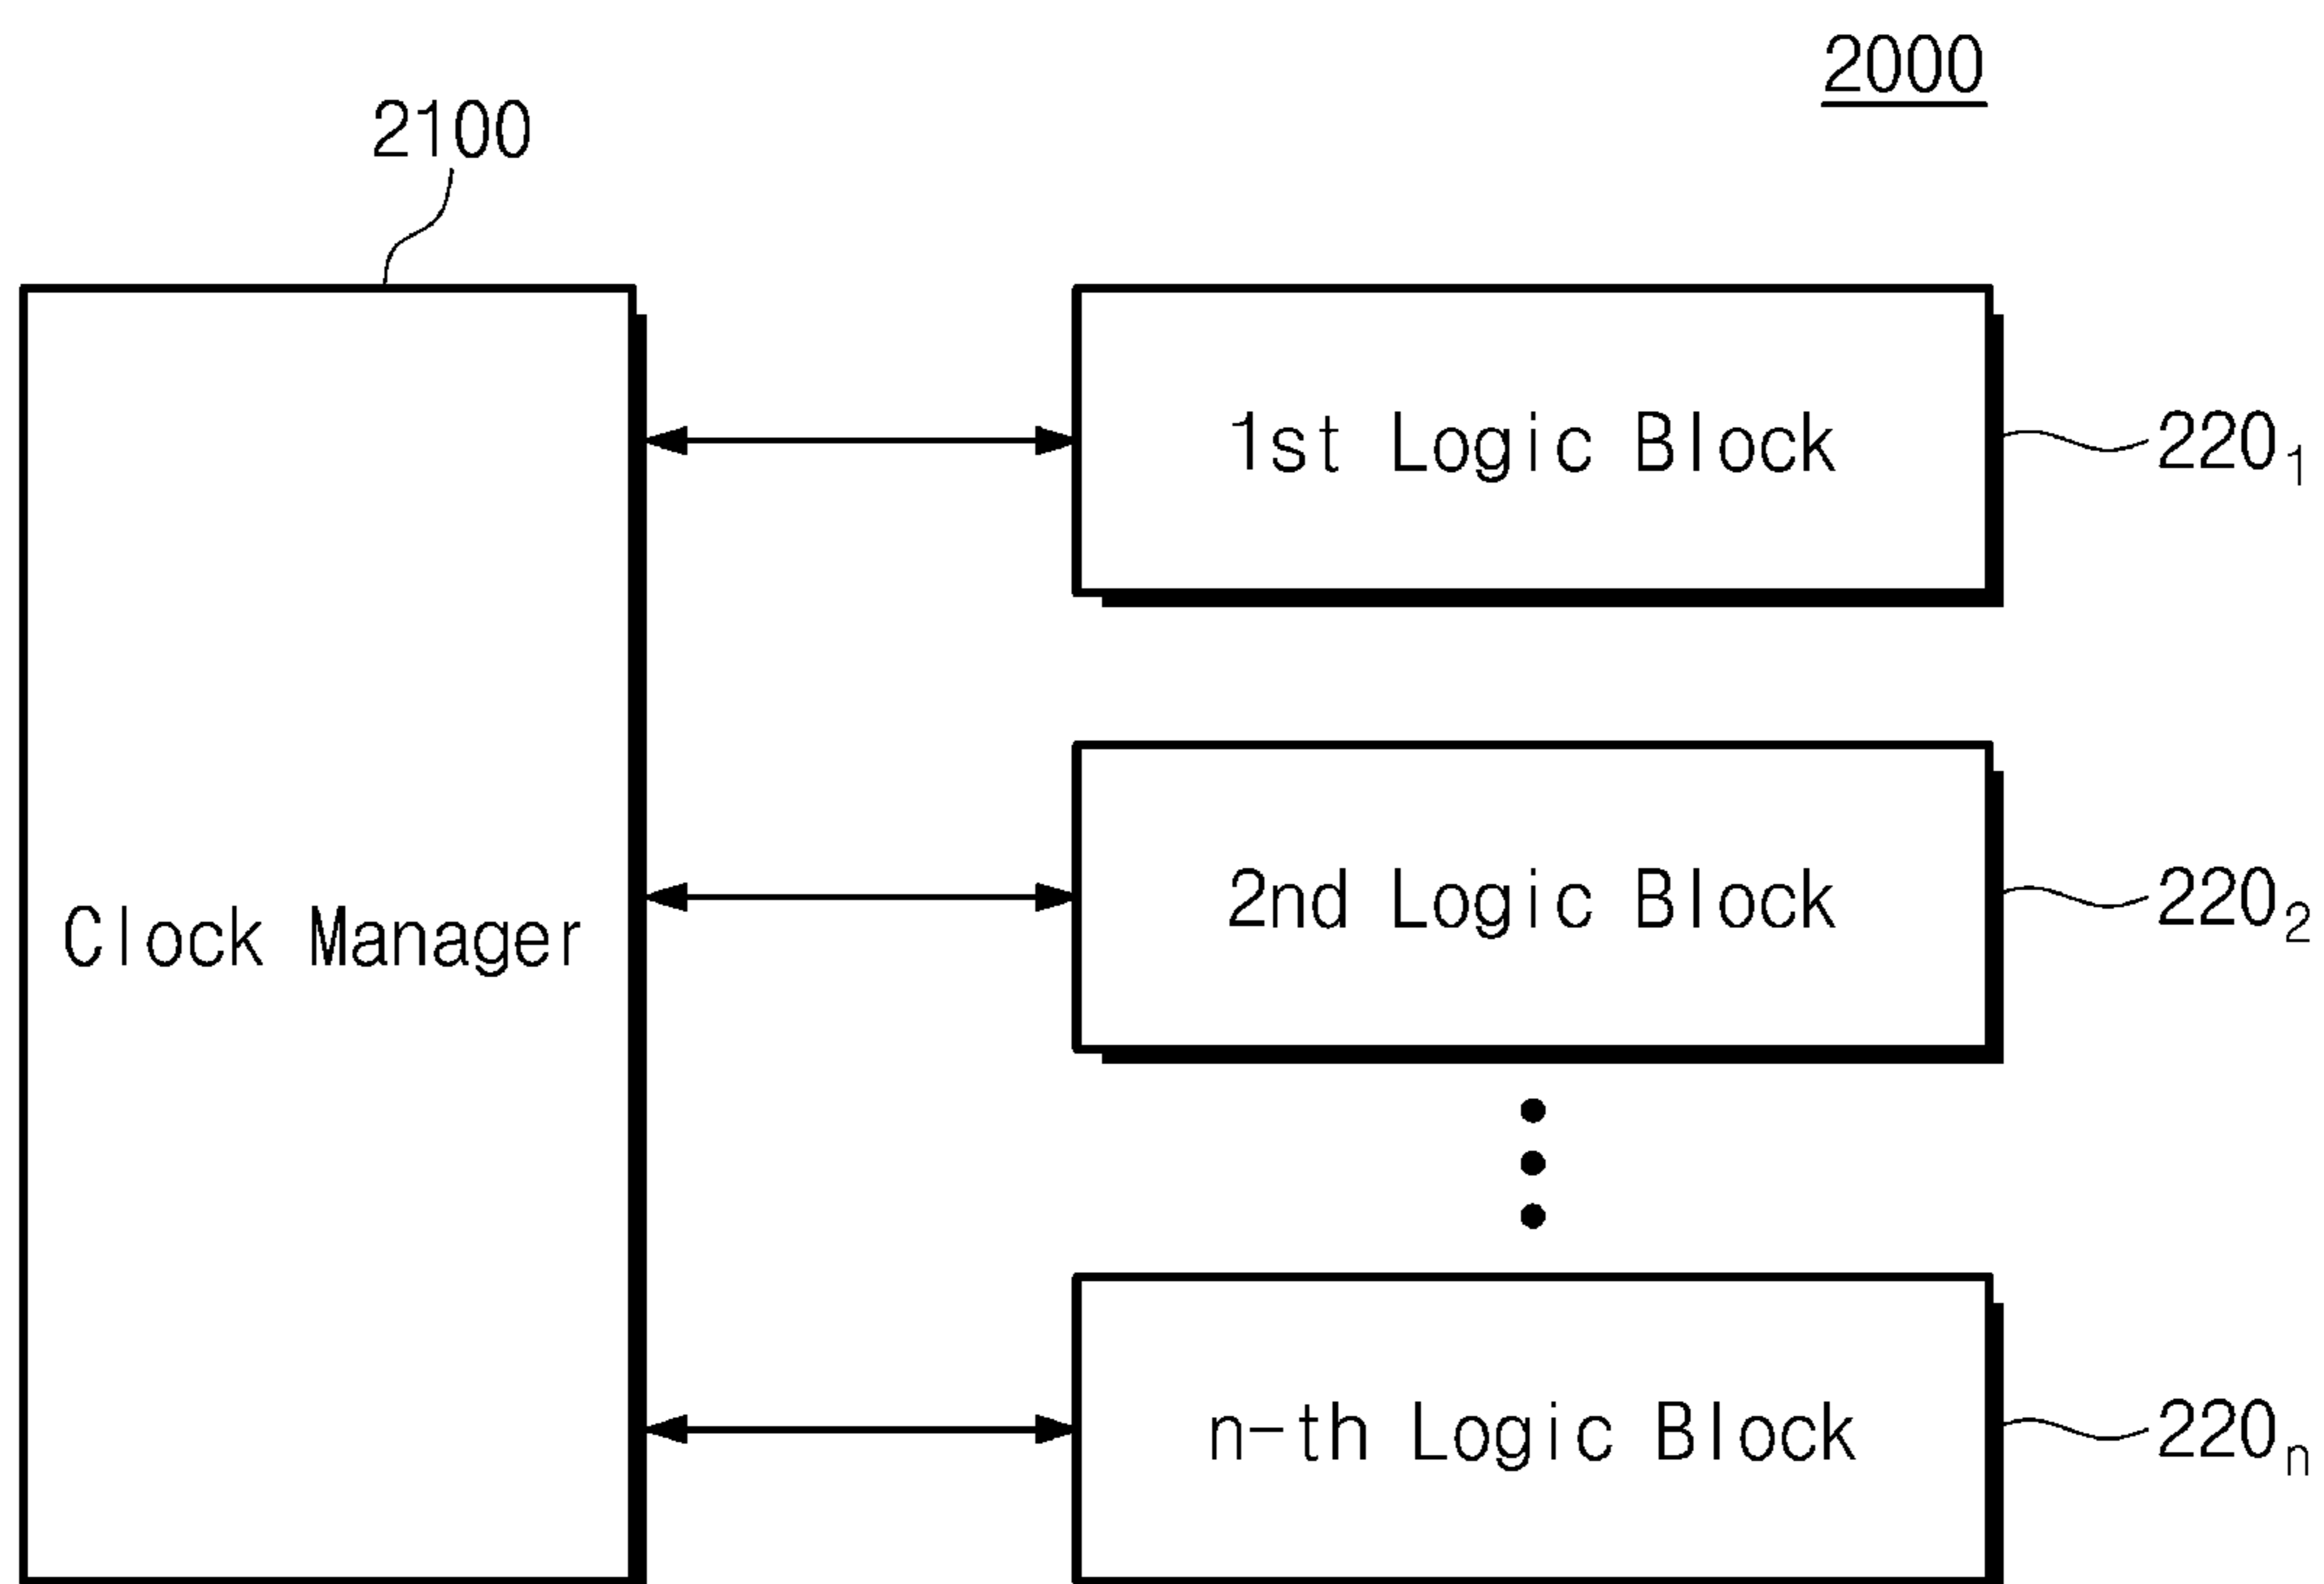 2000
2100
1st Logic Block
220₁
Clock Manager
2nd Logic Block
220₂
n-th Logic Block
220ₙ